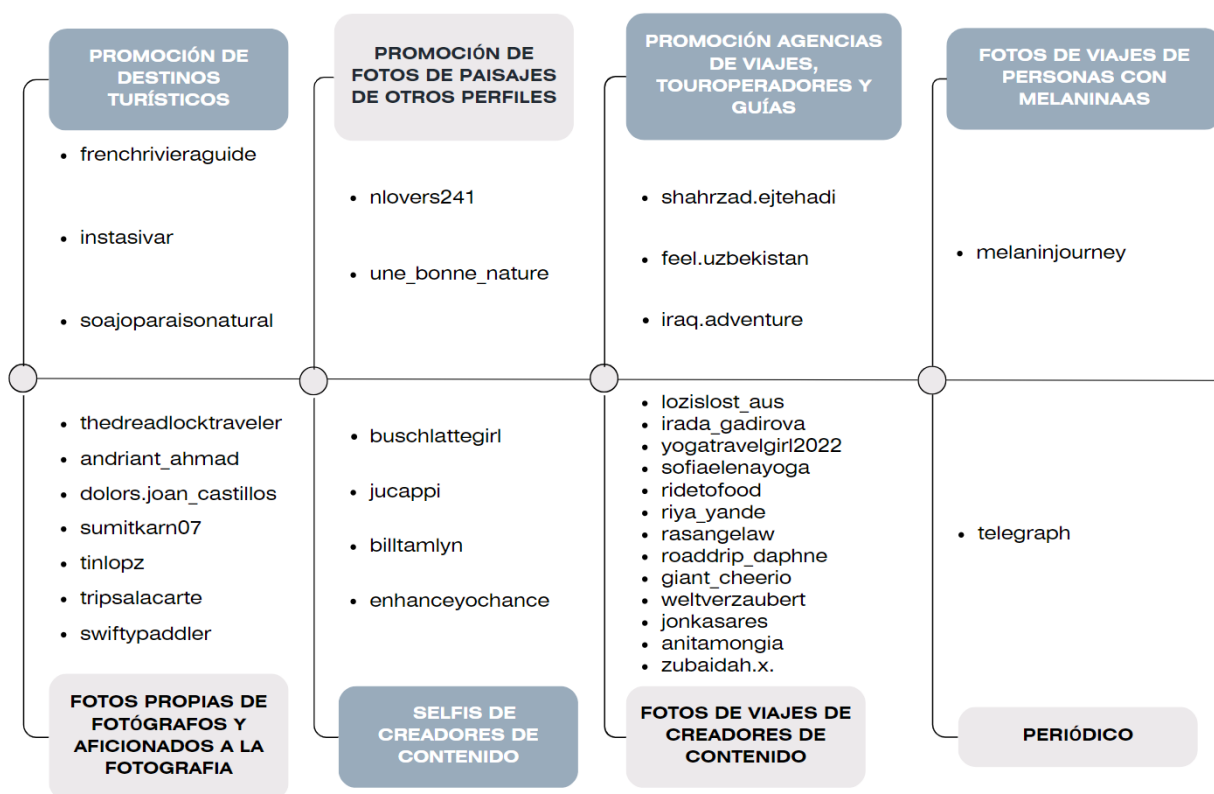 PROMOCIÓN DE
DESTINOS
TURÍSTICOS
frenchrivieraguide
instasivar
soajoparaisonatural
PROMOCIÓN DE
FOTOS DE PAISAJES
DE OTROS PERFILES
nlovers241
une_bonne_nature
PROMOCIÓN AGENCIAS
DE VIAJES,
TOUROPERADORES Y
GUÍAS
shahrzad.ejtehadi
feel.uzbekistan
iraq.adventure
FOTOS DE VIAJES DE
PERSONAS CON
MELANINAAS
melaninjourney
thedreadlocktraveler
andriant_ahmad
dolors.joan_castillos
sumitkarn07
tinlopz
tripsalacarte
swiftypaddler
FOTOS PROPIAS DE
FOTÓGRAFOS Y
AFICIONADOS A LA
FOTOGRAFIA
buschlattegirl
jucappi
billtamlyn
enhanceyochance
SELFIS DE
CREADORES DE
CONTENIDO
lozislost_aus
irada_gadirova
yogatravelgirl2022
sofiaelenayoga
ridetofood
riya_yande
rasangelaw
roaddrip_daphne
giant_cheerio
weltverzaubert
jonkasares
anitamongia
zubaidah.x.
FOTOS DE VIAJES DE
CREADORES DE
CONTENIDO
telegraph
PERIÓDICO